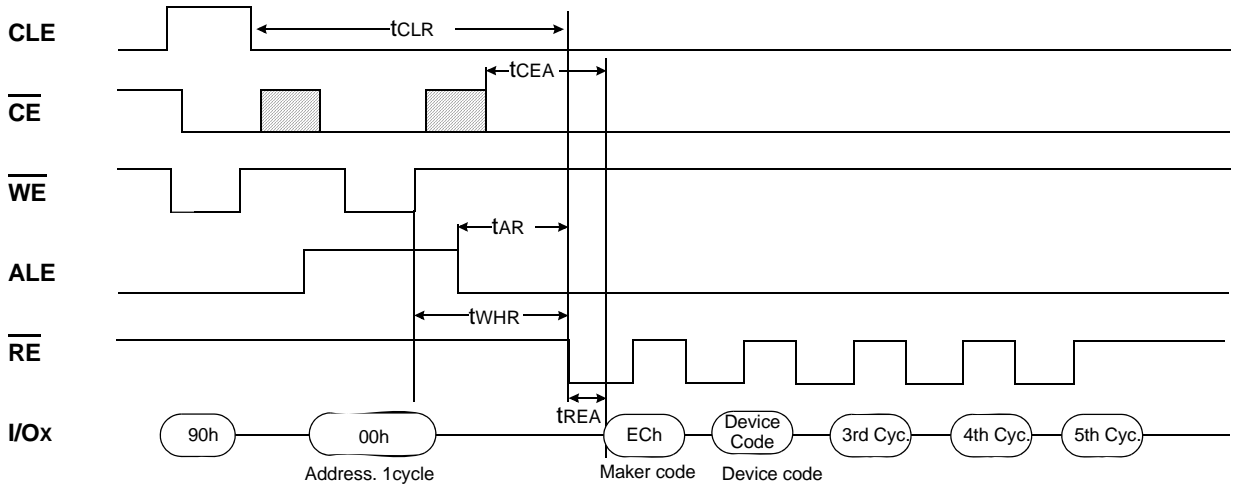 CLE
tCLR
tCEA
CE
WE
tAR
ALE
tWHR
RE
tREA
I/Ox
90h
00h
ECh
Device
Code
3rd Cyc.
4th Cyc.
5th Cyc.
Address. 1cycle
Maker code
Device code